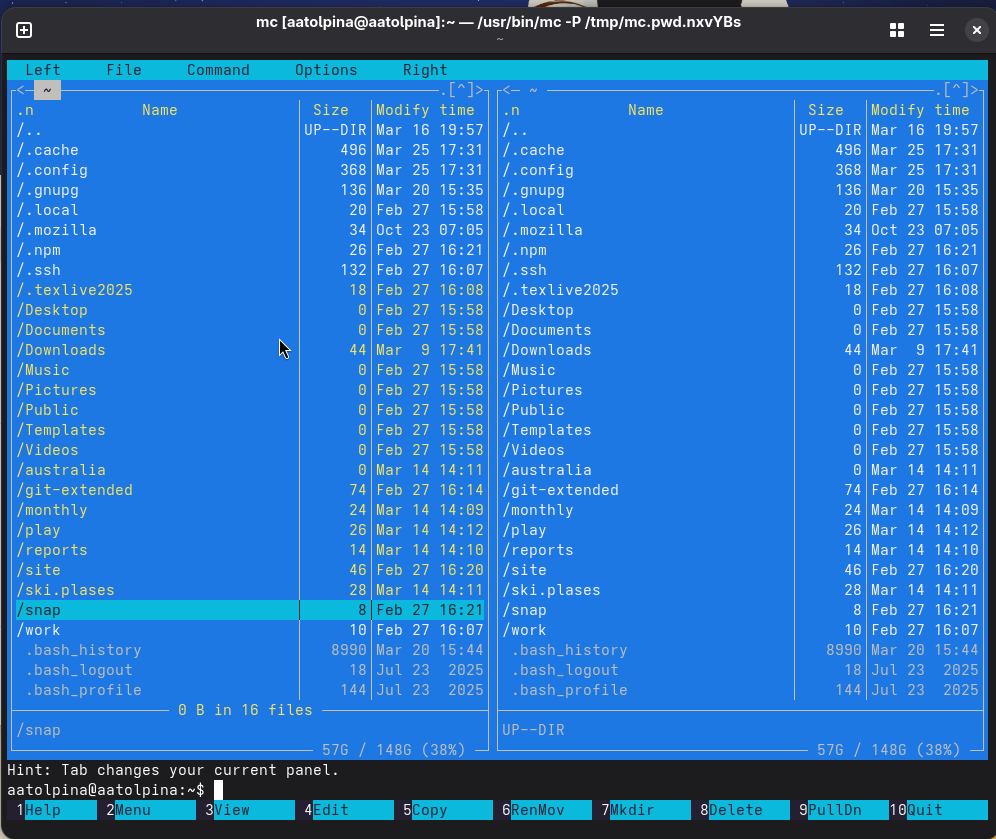 mc [aatolpina@aatolpina]:~ — /usr/bin/mc -P /tmp/mc.pwd.nxvYBs
~
Left File Command Options Right
<─ ~ .[^]> <─ ~ .[^]>
.n Name Size Modify time .n Name Size Modify time
/.. UP--DIR Mar 16 19:57 /.. UP--DIR Mar 16 19:57
/.cache 496 Mar 25 17:31 /.cache 496 Mar 25 17:31
/.config 368 Mar 25 17:31 /.config 368 Mar 25 17:31
/.gnupg 136 Mar 20 15:35 /.gnupg 136 Mar 20 15:35
/.local 20 Feb 27 15:58 /.local 20 Feb 27 15:58
/.mozilla 34 Oct 23 07:05 /.mozilla 34 Oct 23 07:05
/.npm 26 Feb 27 16:21 /.npm 26 Feb 27 16:21
/.ssh 132 Feb 27 16:07 /.ssh 132 Feb 27 16:07
/.texlive2025 18 Feb 27 16:08 /.texlive2025 18 Feb 27 16:08
/Desktop 0 Feb 27 15:58 /Desktop 0 Feb 27 15:58
/Documents 0 Feb 27 15:58 /Documents 0 Feb 27 15:58
/Downloads 44 Mar 9 17:41 /Downloads 44 Mar 9 17:41
/Music 0 Feb 27 15:58 /Music 0 Feb 27 15:58
/Pictures 0 Feb 27 15:58 /Pictures 0 Feb 27 15:58
/Public 0 Feb 27 15:58 /Public 0 Feb 27 15:58
/Templates 0 Feb 27 15:58 /Templates 0 Feb 27 15:58
/Videos 0 Feb 27 15:58 /Videos 0 Feb 27 15:58
/australia 0 Mar 14 14:11 /australia 0 Mar 14 14:11
/git-extended 74 Feb 27 16:14 /git-extended 74 Feb 27 16:14
/monthly 24 Mar 14 14:09 /monthly 24 Mar 14 14:09
/play 26 Mar 14 14:12 /play 26 Mar 14 14:12
/reports 14 Mar 14 14:10 /reports 14 Mar 14 14:10
/site 46 Feb 27 16:20 /site 46 Feb 27 16:20
/ski.plases 28 Mar 14 14:11 /ski.plases 28 Mar 14 14:11
/snap 8 Feb 27 16:21 /snap 8 Feb 27 16:21
/work 10 Feb 27 16:07 /work 10 Feb 27 16:07
.bash_history 8990 Mar 20 15:44 .bash_history 8990 Mar 20 15:44
.bash_logout 18 Jul 23 2025 .bash_logout 18 Jul 23 2025
.bash_profile 144 Jul 23 2025 .bash_profile 144 Jul 23 2025
0 B in 16 files
/snap UP--DIR
57G / 148G (38%) 57G / 148G (38%)
Hint: Tab changes your current panel.
aatolpina@aatolpina:~$
1Help 2Menu 3View 4Edit 5Copy 6RenMov 7Mkdir 8Delete 9PullDn 10Quit